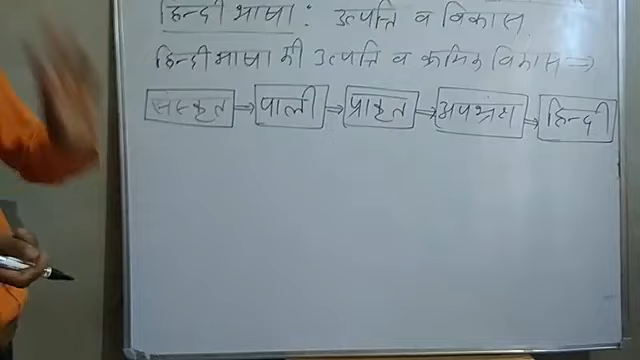 हिन्दी भाषा : उत्पत्ति व विकास
हिन्दी भाषा की उत्पत्ति व क्रमिक विकास ⇒
संस्कृत → पाली → प्राकृत → अपभ्रंश → हिन्दी